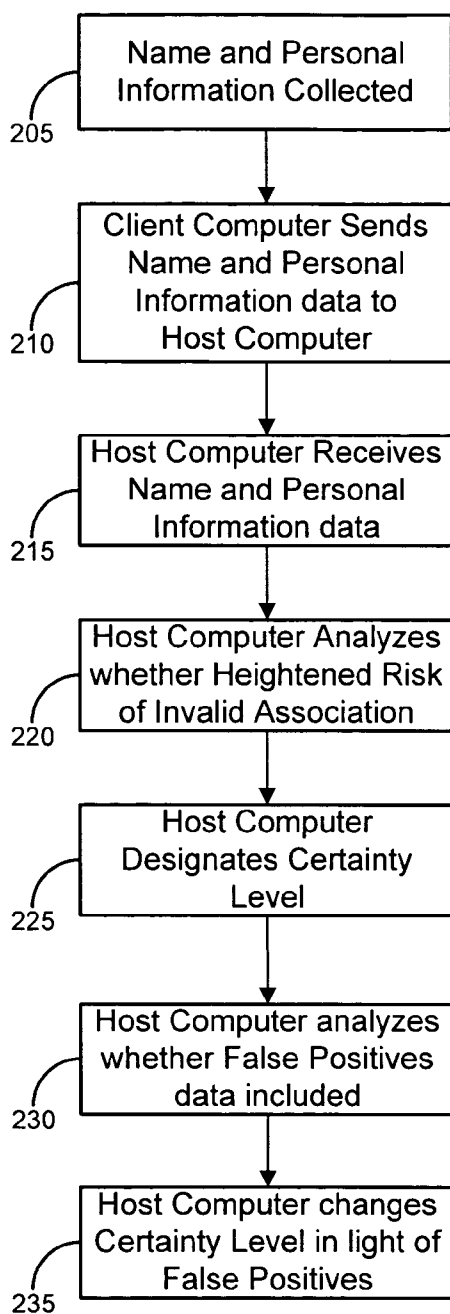 Name and Personal
Information Collected
205
Client Computer Sends
Name and Personal
Information data to
Host Computer
210
Host Computer Receives
Name and Personal
Information data
215
Host Computer Analyzes
whether Heightened Risk
of Invalid Association
220
Host Computer
Designates Certainty
Level
225
Host Computer analyzes
whether False Positives
data included
230
Host Computer changes
Certainty Level in light of
False Positives
235